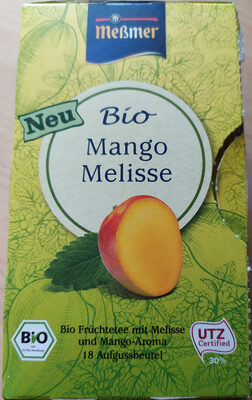 Meßmer
Neu
Bio
Mango
Melisse
Bio Früchtetee mit Melisse
und Mango-Aroma
18 Aufgussbeutel
BiO
UTZ
Certified
30%